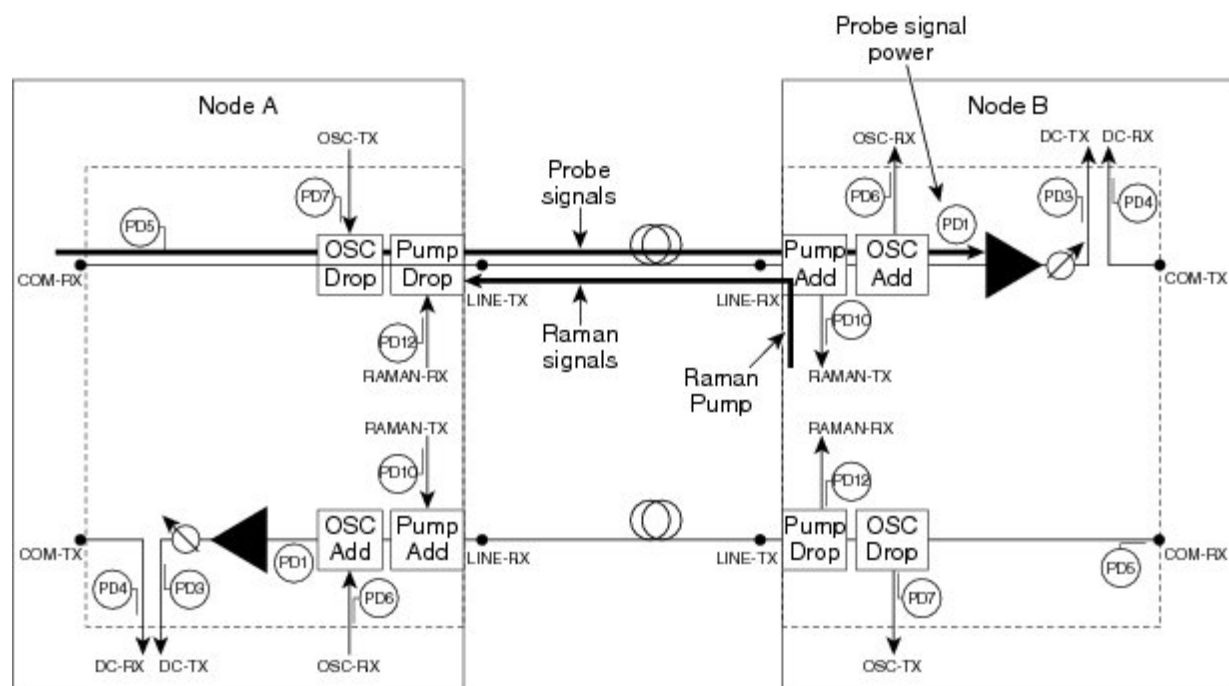 Probe signal
power
Node A
Node B
OSC-TX
OSC-RX
DC-TX
DC-RX
PD7
Probe
signals
PD6
PD3
PD4
PD5
PD1
OSC
Drop
Pump
Drop
Pump
Add
OSC
Add
COM-RX
LINE-TX
LINE-RX
COM-TX
PD12
Raman
signals
Raman
Pump
PD10
RAMAN-RX
RAMAN-TX
RAMAN-TX
RAMAN-RX
PD10
PD12
OSC
Add
Pump
Add
Pump
Drop
OSC
Drop
COM-TX
PD1
LINE-RX
LINE-TX
PD5
COM-RX
PD4
PD3
PD6
PD7
DC-RX
DC-TX
OSC-RX
OSC-TX